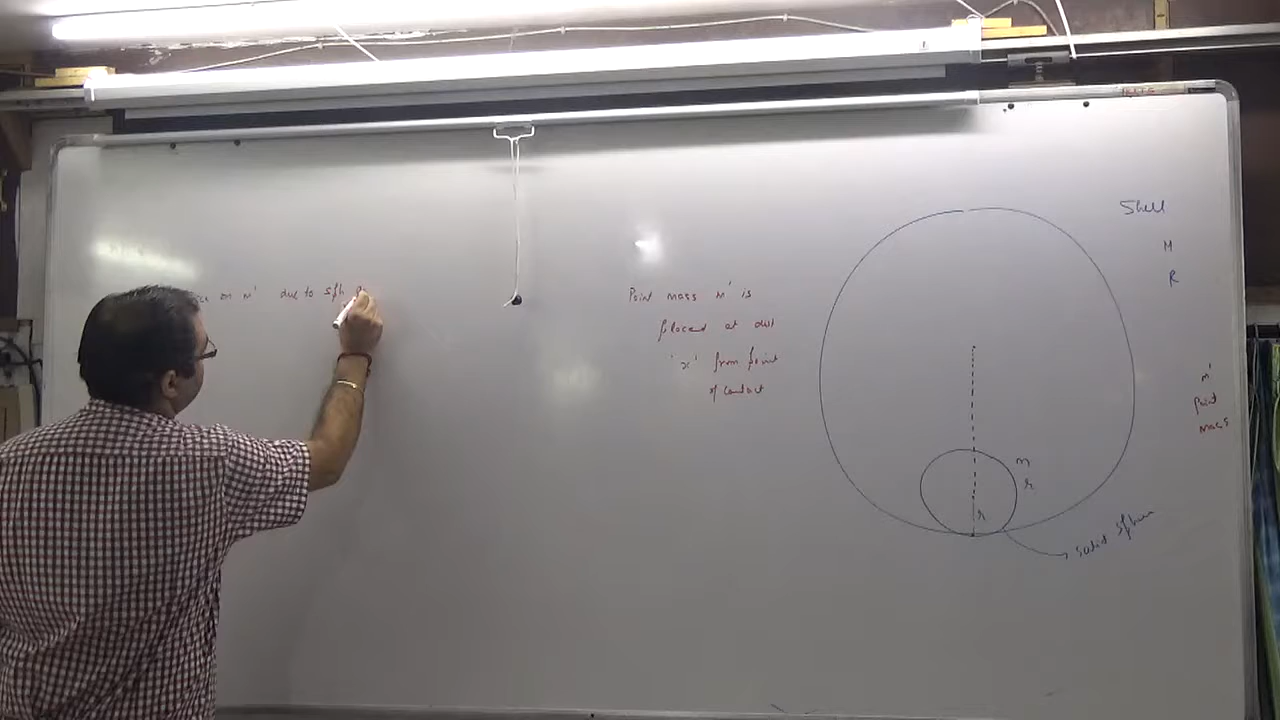 on m' due to sph
Point mass m' is
placed at dist
'x' from point
of contact
Shell
M
R
m'
Point
mass
m
r
r
solid sphere